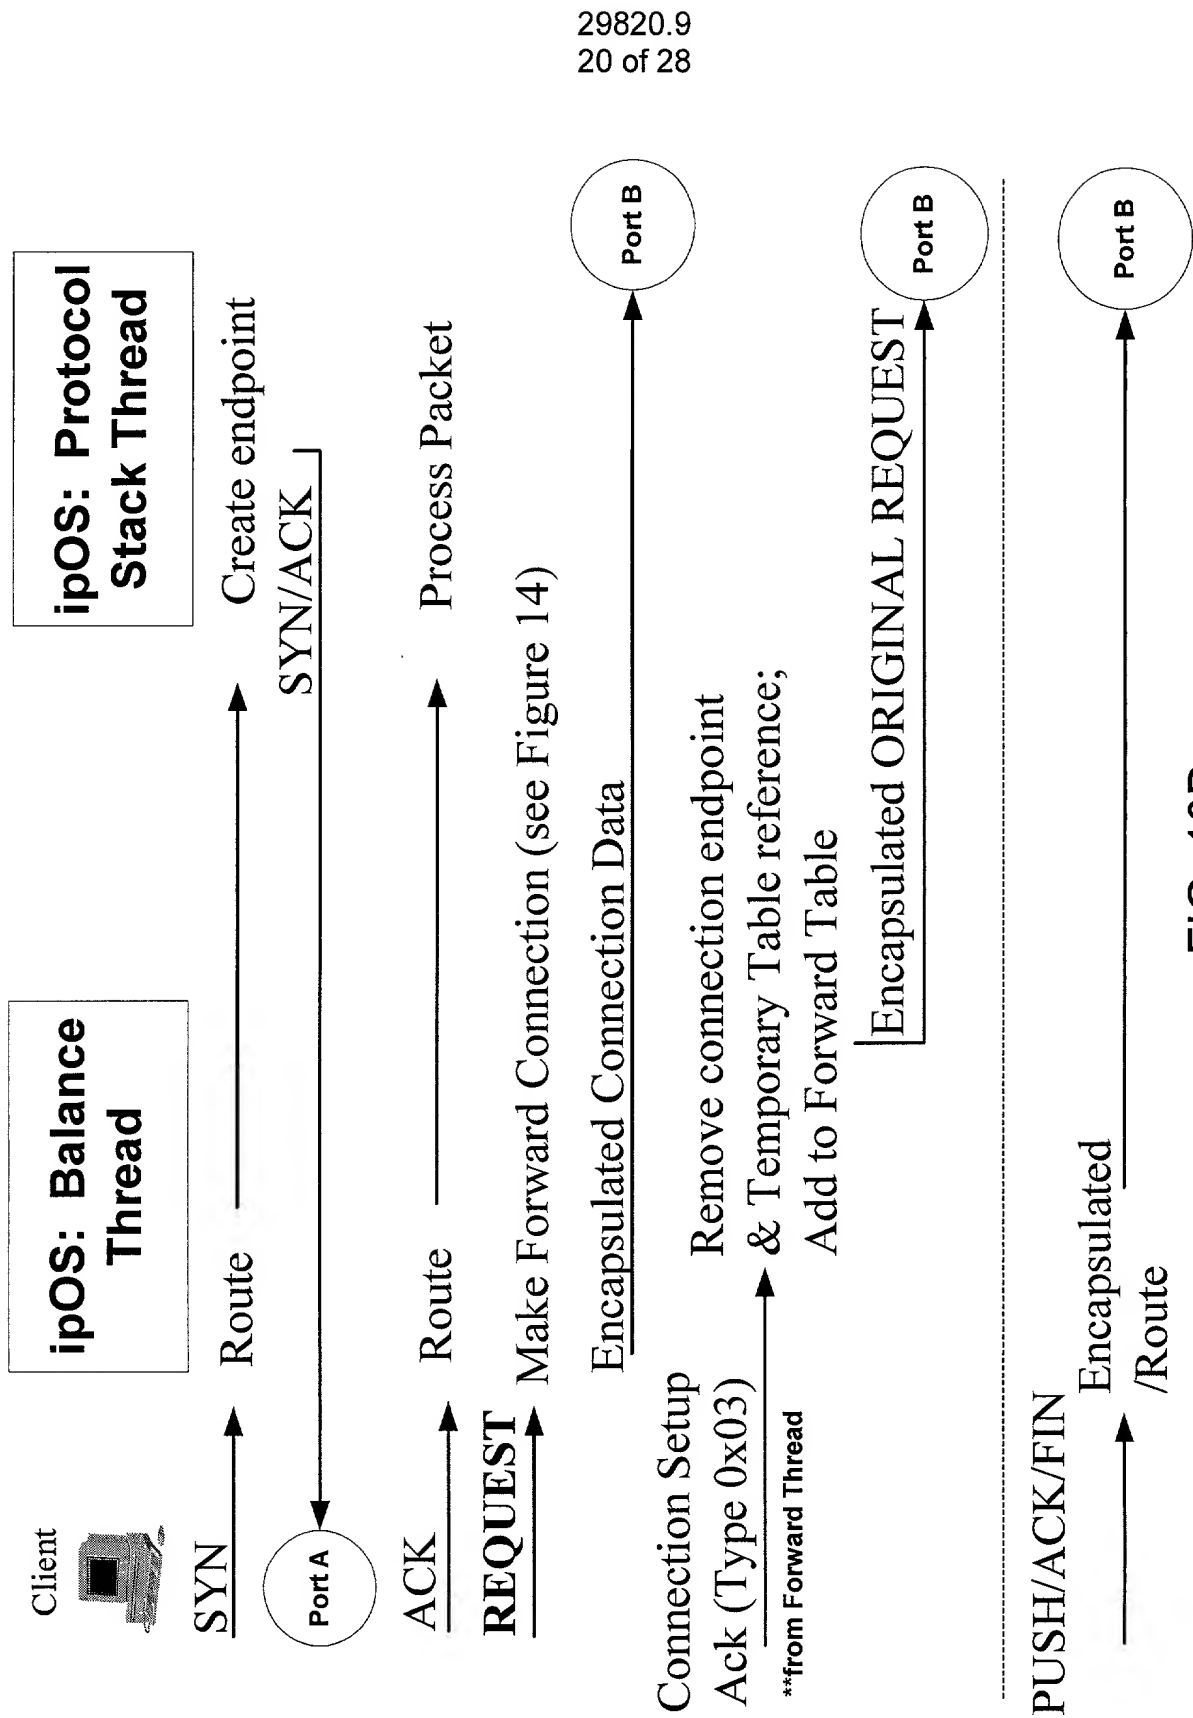 29820.9
20 of 28
Client
ipOS: Balance
Thread
ipOS: Protocol
Stack Thread
SYN
Route
Create endpoint
SYN/ACK
Port A
ACK
Route
Process Packet
REQUEST
Make Forward Connection (see Figure 14)
Encapsulated Connection Data
Port B
Connection Setup
Ack (Type 0x03)
**from Forward Thread
Remove connection endpoint
& Temporary Table reference;
Add to Forward Table
Encapsulated ORIGINAL REQUEST
Port B
PUSH/ACK/FIN
Encapsulated
/Route
Port B